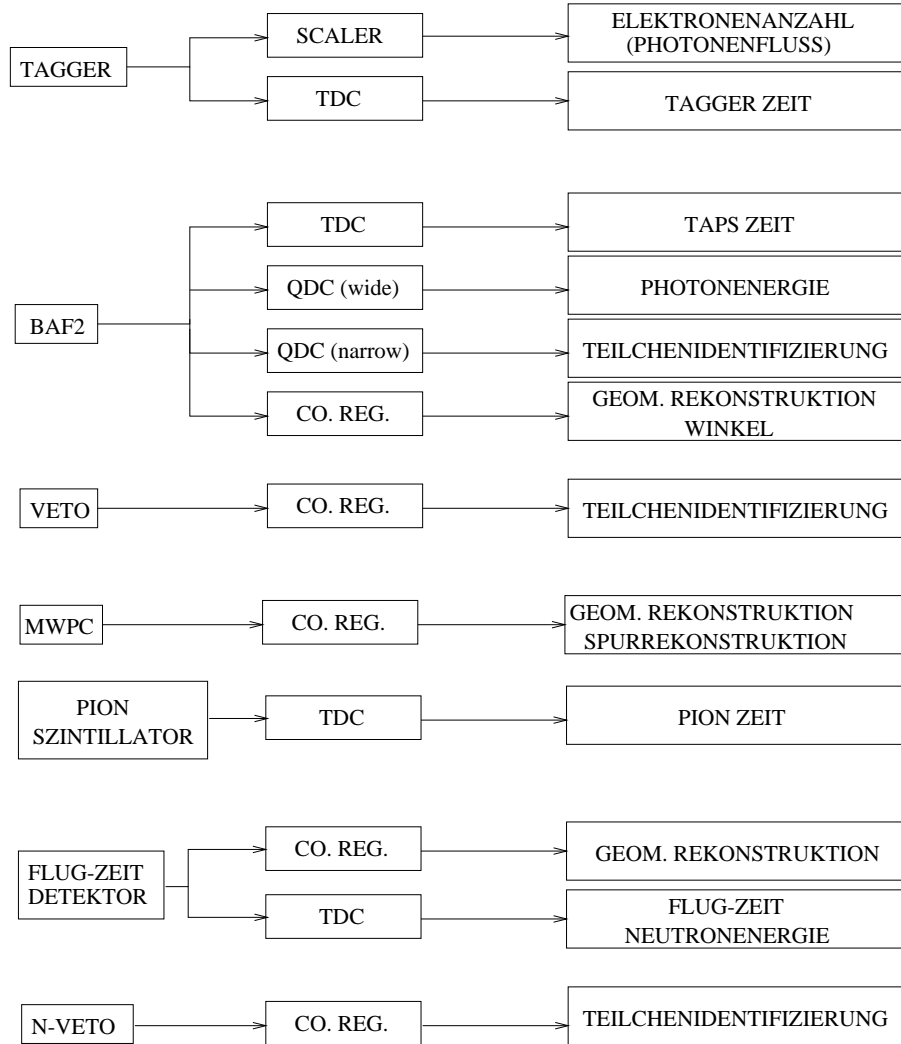 TAGGER
SCALER
ELEKTRONENANZAHL
(PHOTONENFLUSS)
TDC
TAGGER ZEIT
BAF2
TDC
TAPS ZEIT
QDC (wide)
PHOTONENERGIE
QDC (narrow)
TEILCHENIDENTIFIZIERUNG
CO. REG.
GEOM. REKONSTRUKTION
WINKEL
VETO
CO. REG.
TEILCHENIDENTIFIZIERUNG
MWPC
CO. REG.
GEOM. REKONSTRUKTION
SPURREKONSTRUKTION
PION
SZINTILLATOR
TDC
PION ZEIT
FLUG-ZEIT
DETEKTOR
CO. REG.
GEOM. REKONSTRUKTION
TDC
FLUG-ZEIT
NEUTRONENERGIE
N-VETO
CO. REG.
TEILCHENIDENTIFIZIERUNG